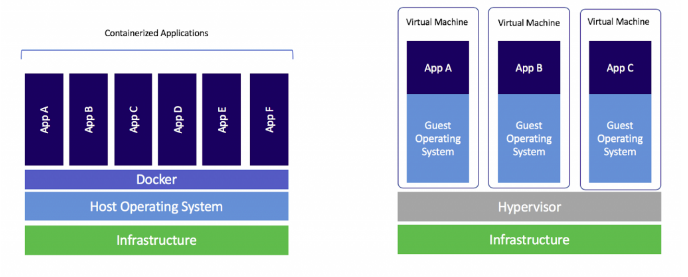 Containerized Applications
App A
App B
App C
App D
App E
App F
Docker
Host Operating System
Infrastructure
Virtual Machine
App A
Guest
Operating
System
Virtual Machine
App B
Guest
Operating
System
Virtual Machine
App C
Guest
Operating
System
Hypervisor
Infrastructure